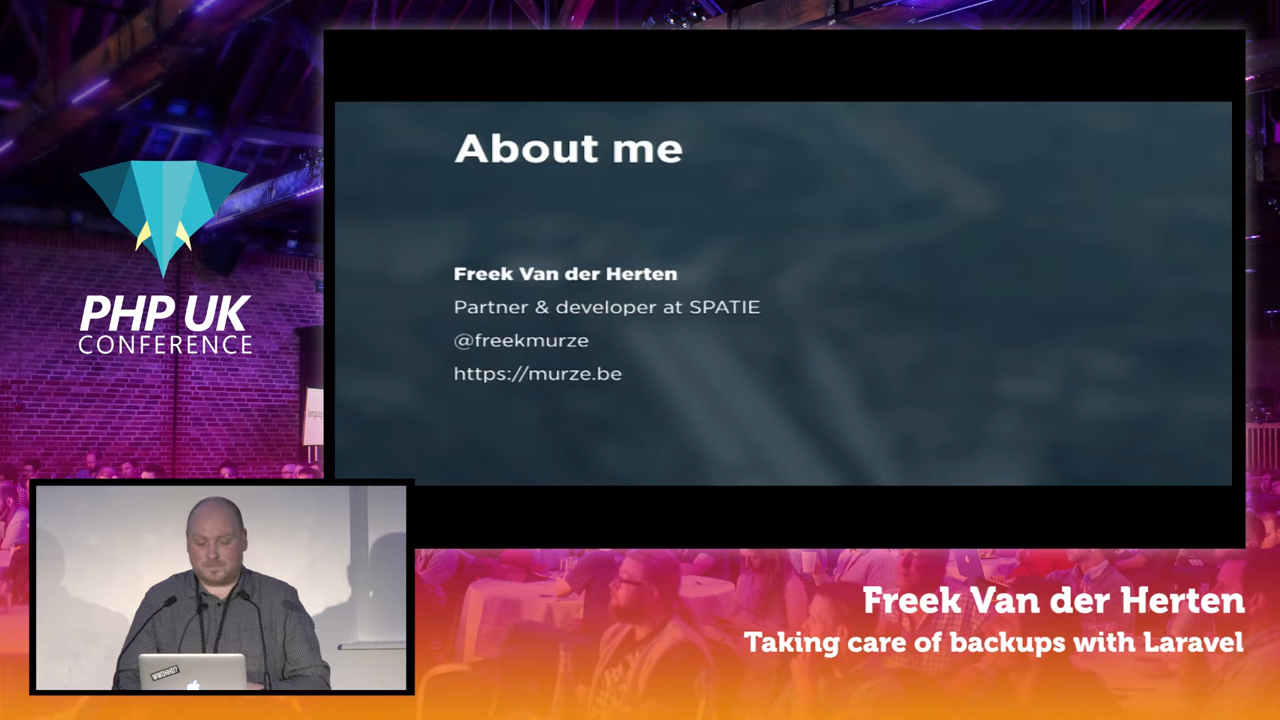 About me
Freek Van der Herten
Partner & developer at SPATIE
@freekmurze
https://murze.be
PHP UK
CONFERENCE
Freek Van der Herten
Taking care of backups with Laravel